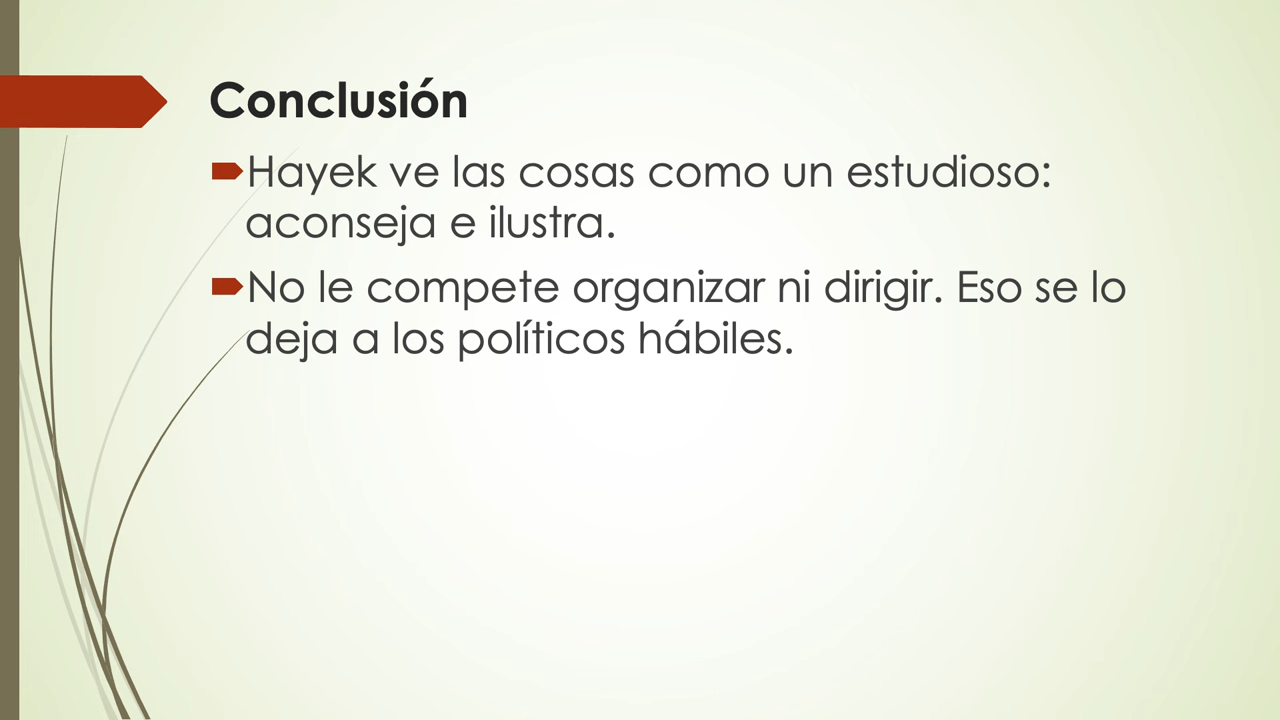 Conclusión
Hayek ve las cosas como un estudioso:
aconseja e ilustra.
No le compete organizar ni dirigir. Eso se lo
deja a los políticos hábiles.